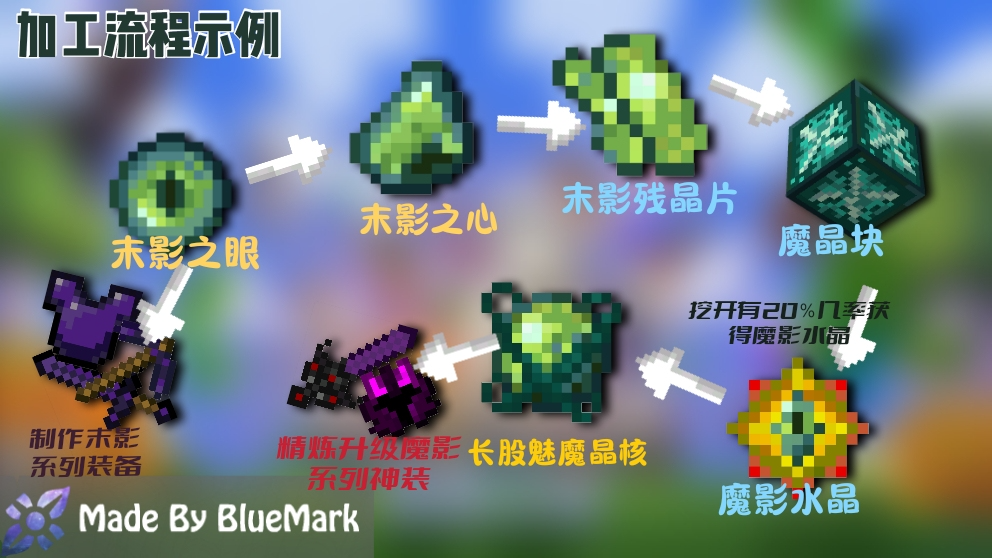 加工流程示例
末影之眼
末影之心
末影残晶片
魔晶块
挖开有20%几率获
得魔影水晶
制作末影
系列装备
精炼升级魔影
系列神装
长股魅魔晶核
魔影水晶
Made By BlueMark